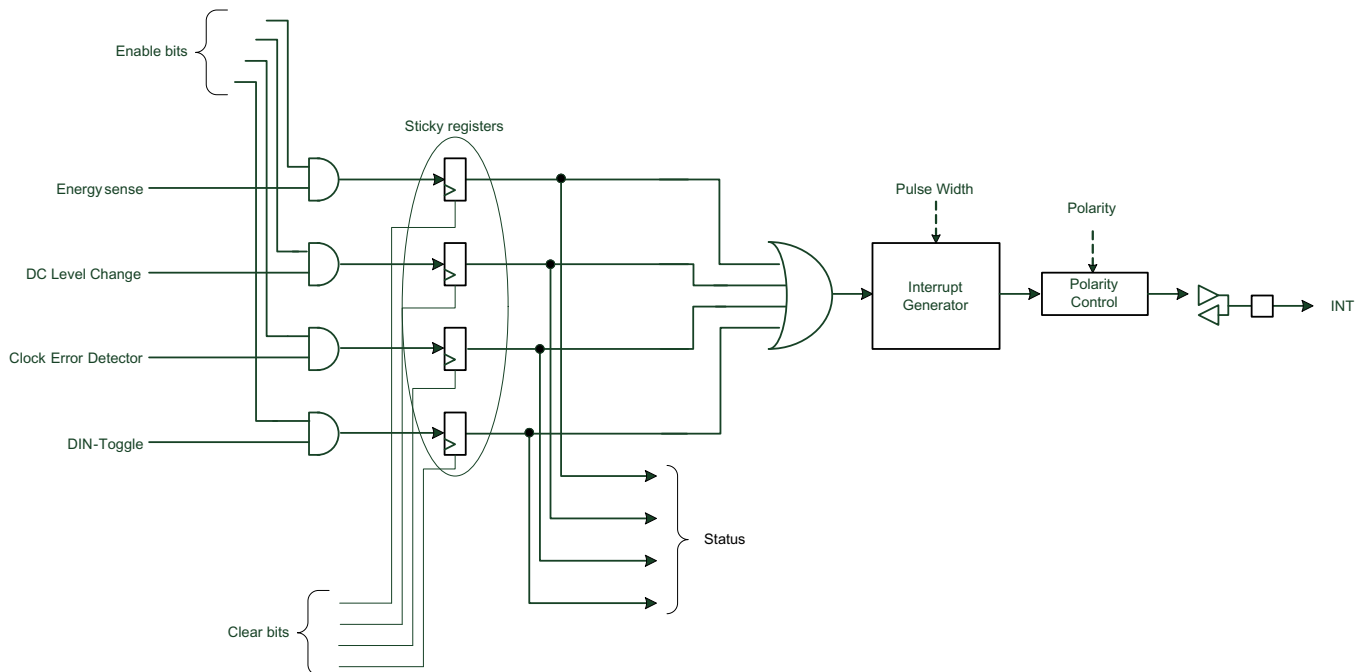 Enable bits
Sticky registers
Energy sense
Pulse Width
Polarity
DC Level Change
Interrupt
Generator
Polarity
Control
INT
Clock Error Detector
DIN-Toggle
Status
Clear bits